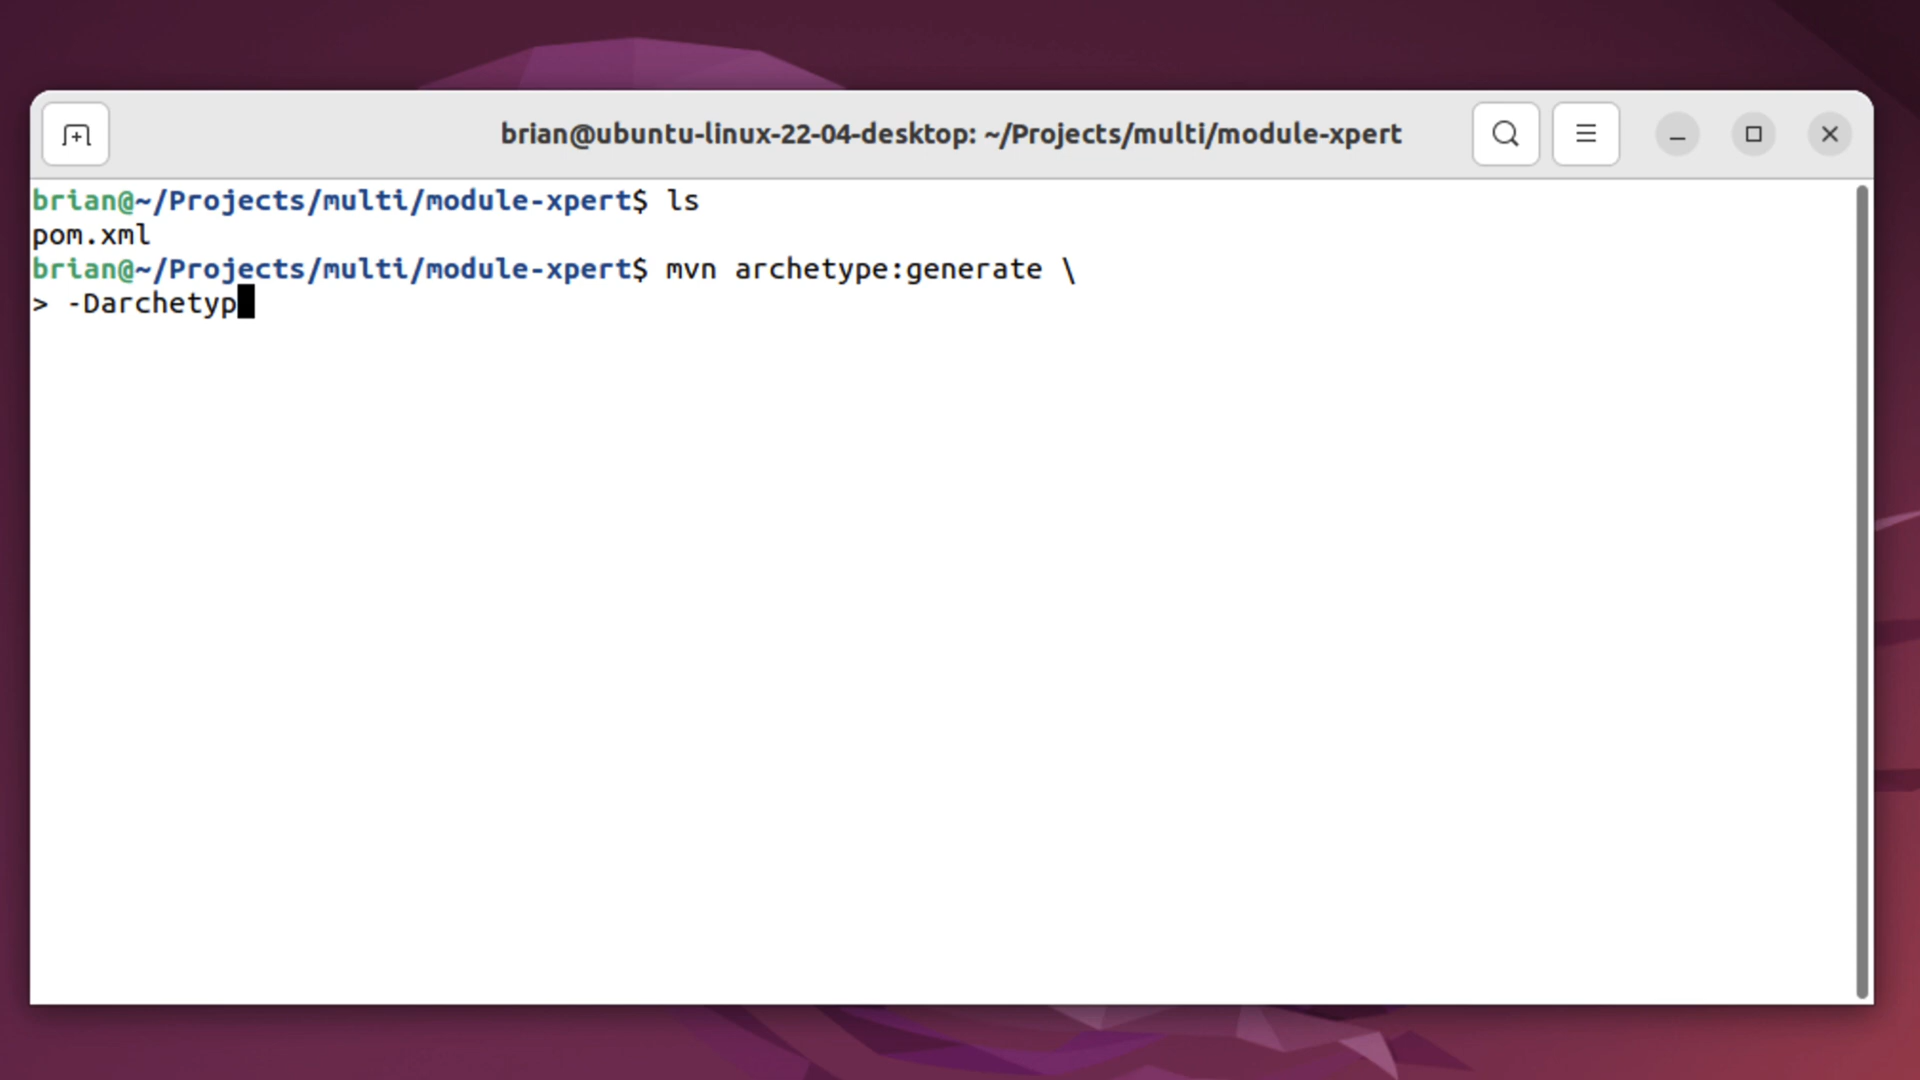 brian@ubuntu-linux-22-04-desktop: ~/Projects/multi/module-xpert
brian@~/Projects/multi/module-xpert$ ls
pom.xml
brian@~/Projects/multi/module-xpert$ mvn archetype:generate \
> -Darchetyp